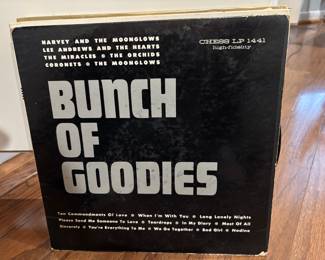 HARVEY AND THE MOONGLOWS
LEE ANDREWS AND THE HEARTS
THE MIRACLES • THE ORCHIDS
CORONETS • THE MOONGLOWS
CHESS LP 1441
high-fidelity
BUNCH
OF
GOODIES
Ten Commandments Of Love • When I'm With You • Long Lonely Nights
Please Send Me Someone To Love • Teardrops • In My Diary • Most Of All
Sincerely • You're Everything To Me • We Go Together • Bad Girl • Nadine